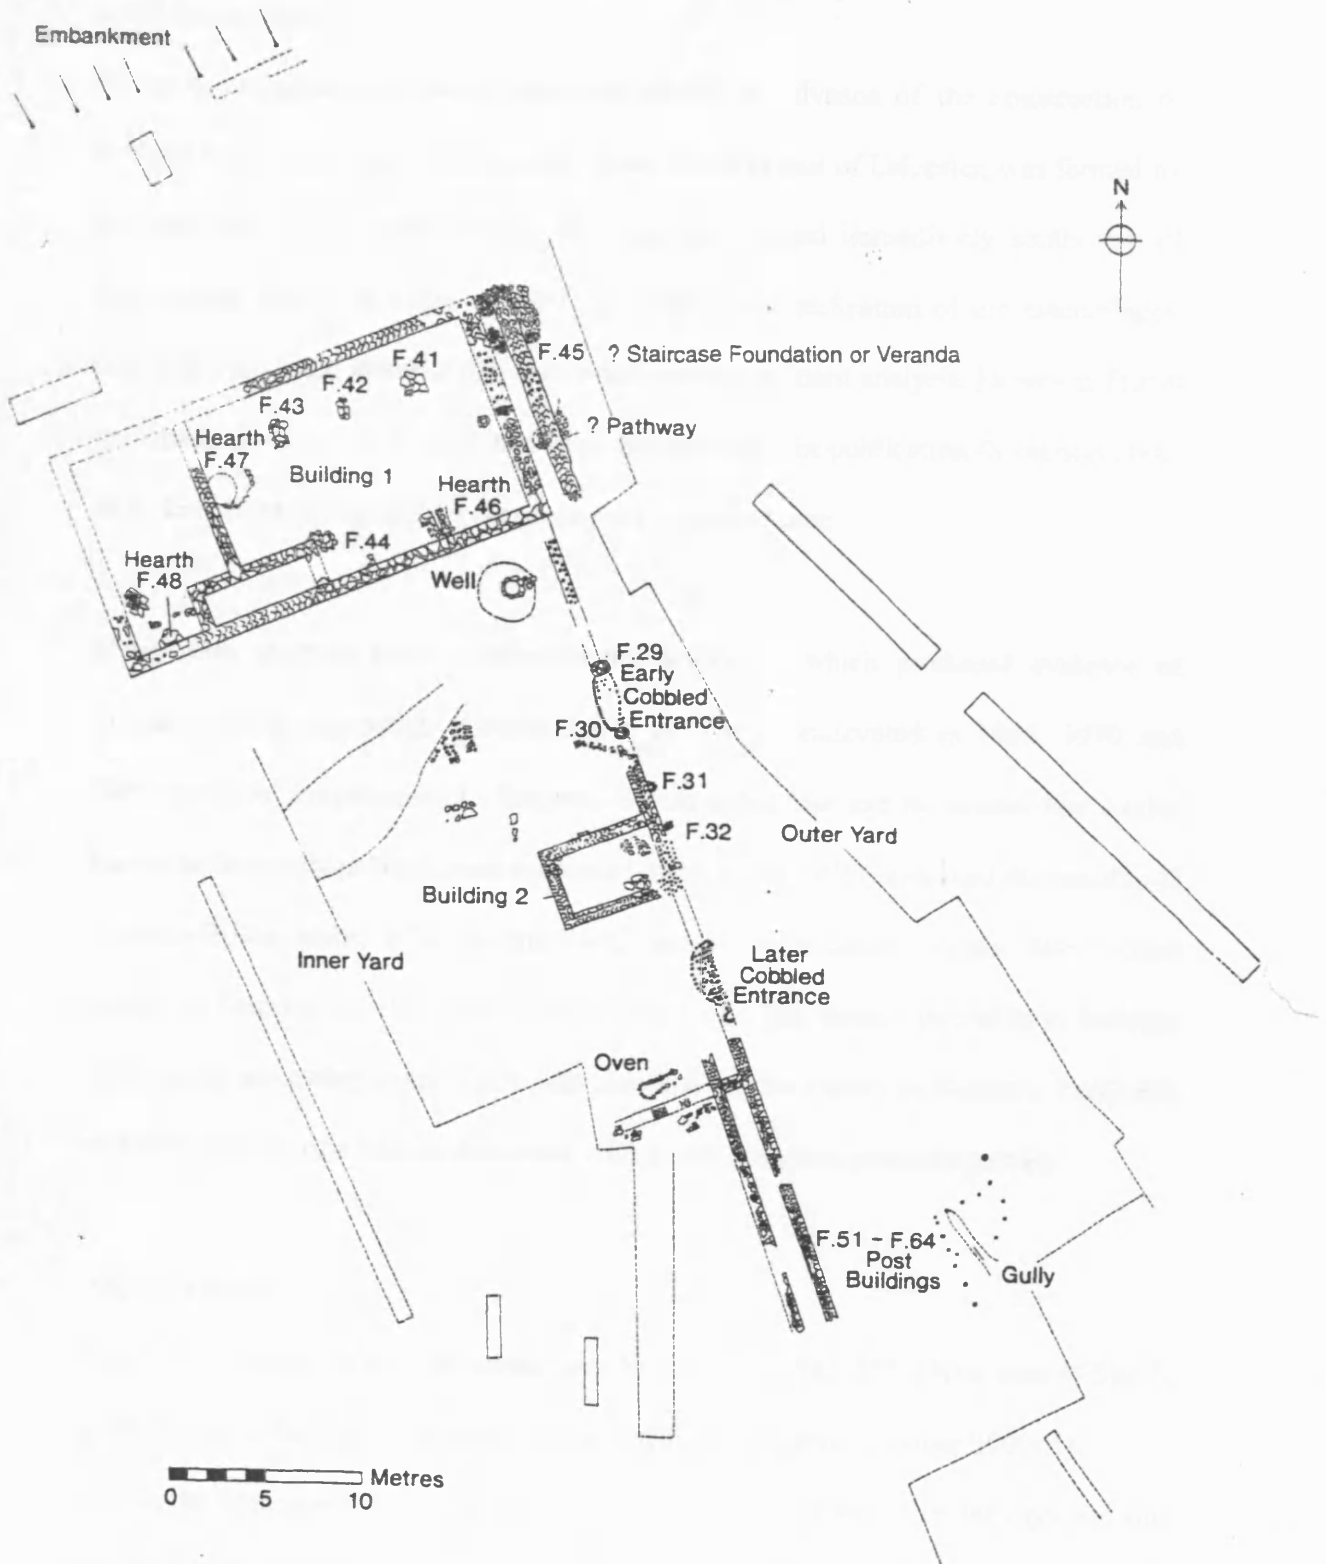 Embankment
N
F.45 ? Staircase Foundation or Veranda
F.41
F.42
F.43
? Pathway
Hearth
F.47
Building 1
Hearth
F.46
F.44
Hearth
F.48
Well
F.29
Early
Cobbled
Entrance
F.30
F.31
F.32
Outer Yard
Building 2
Inner Yard
Later
Cobbled
Entrance
Oven
F.51 - F.64
Post
Buildings
Gully
Metres
0 5 10